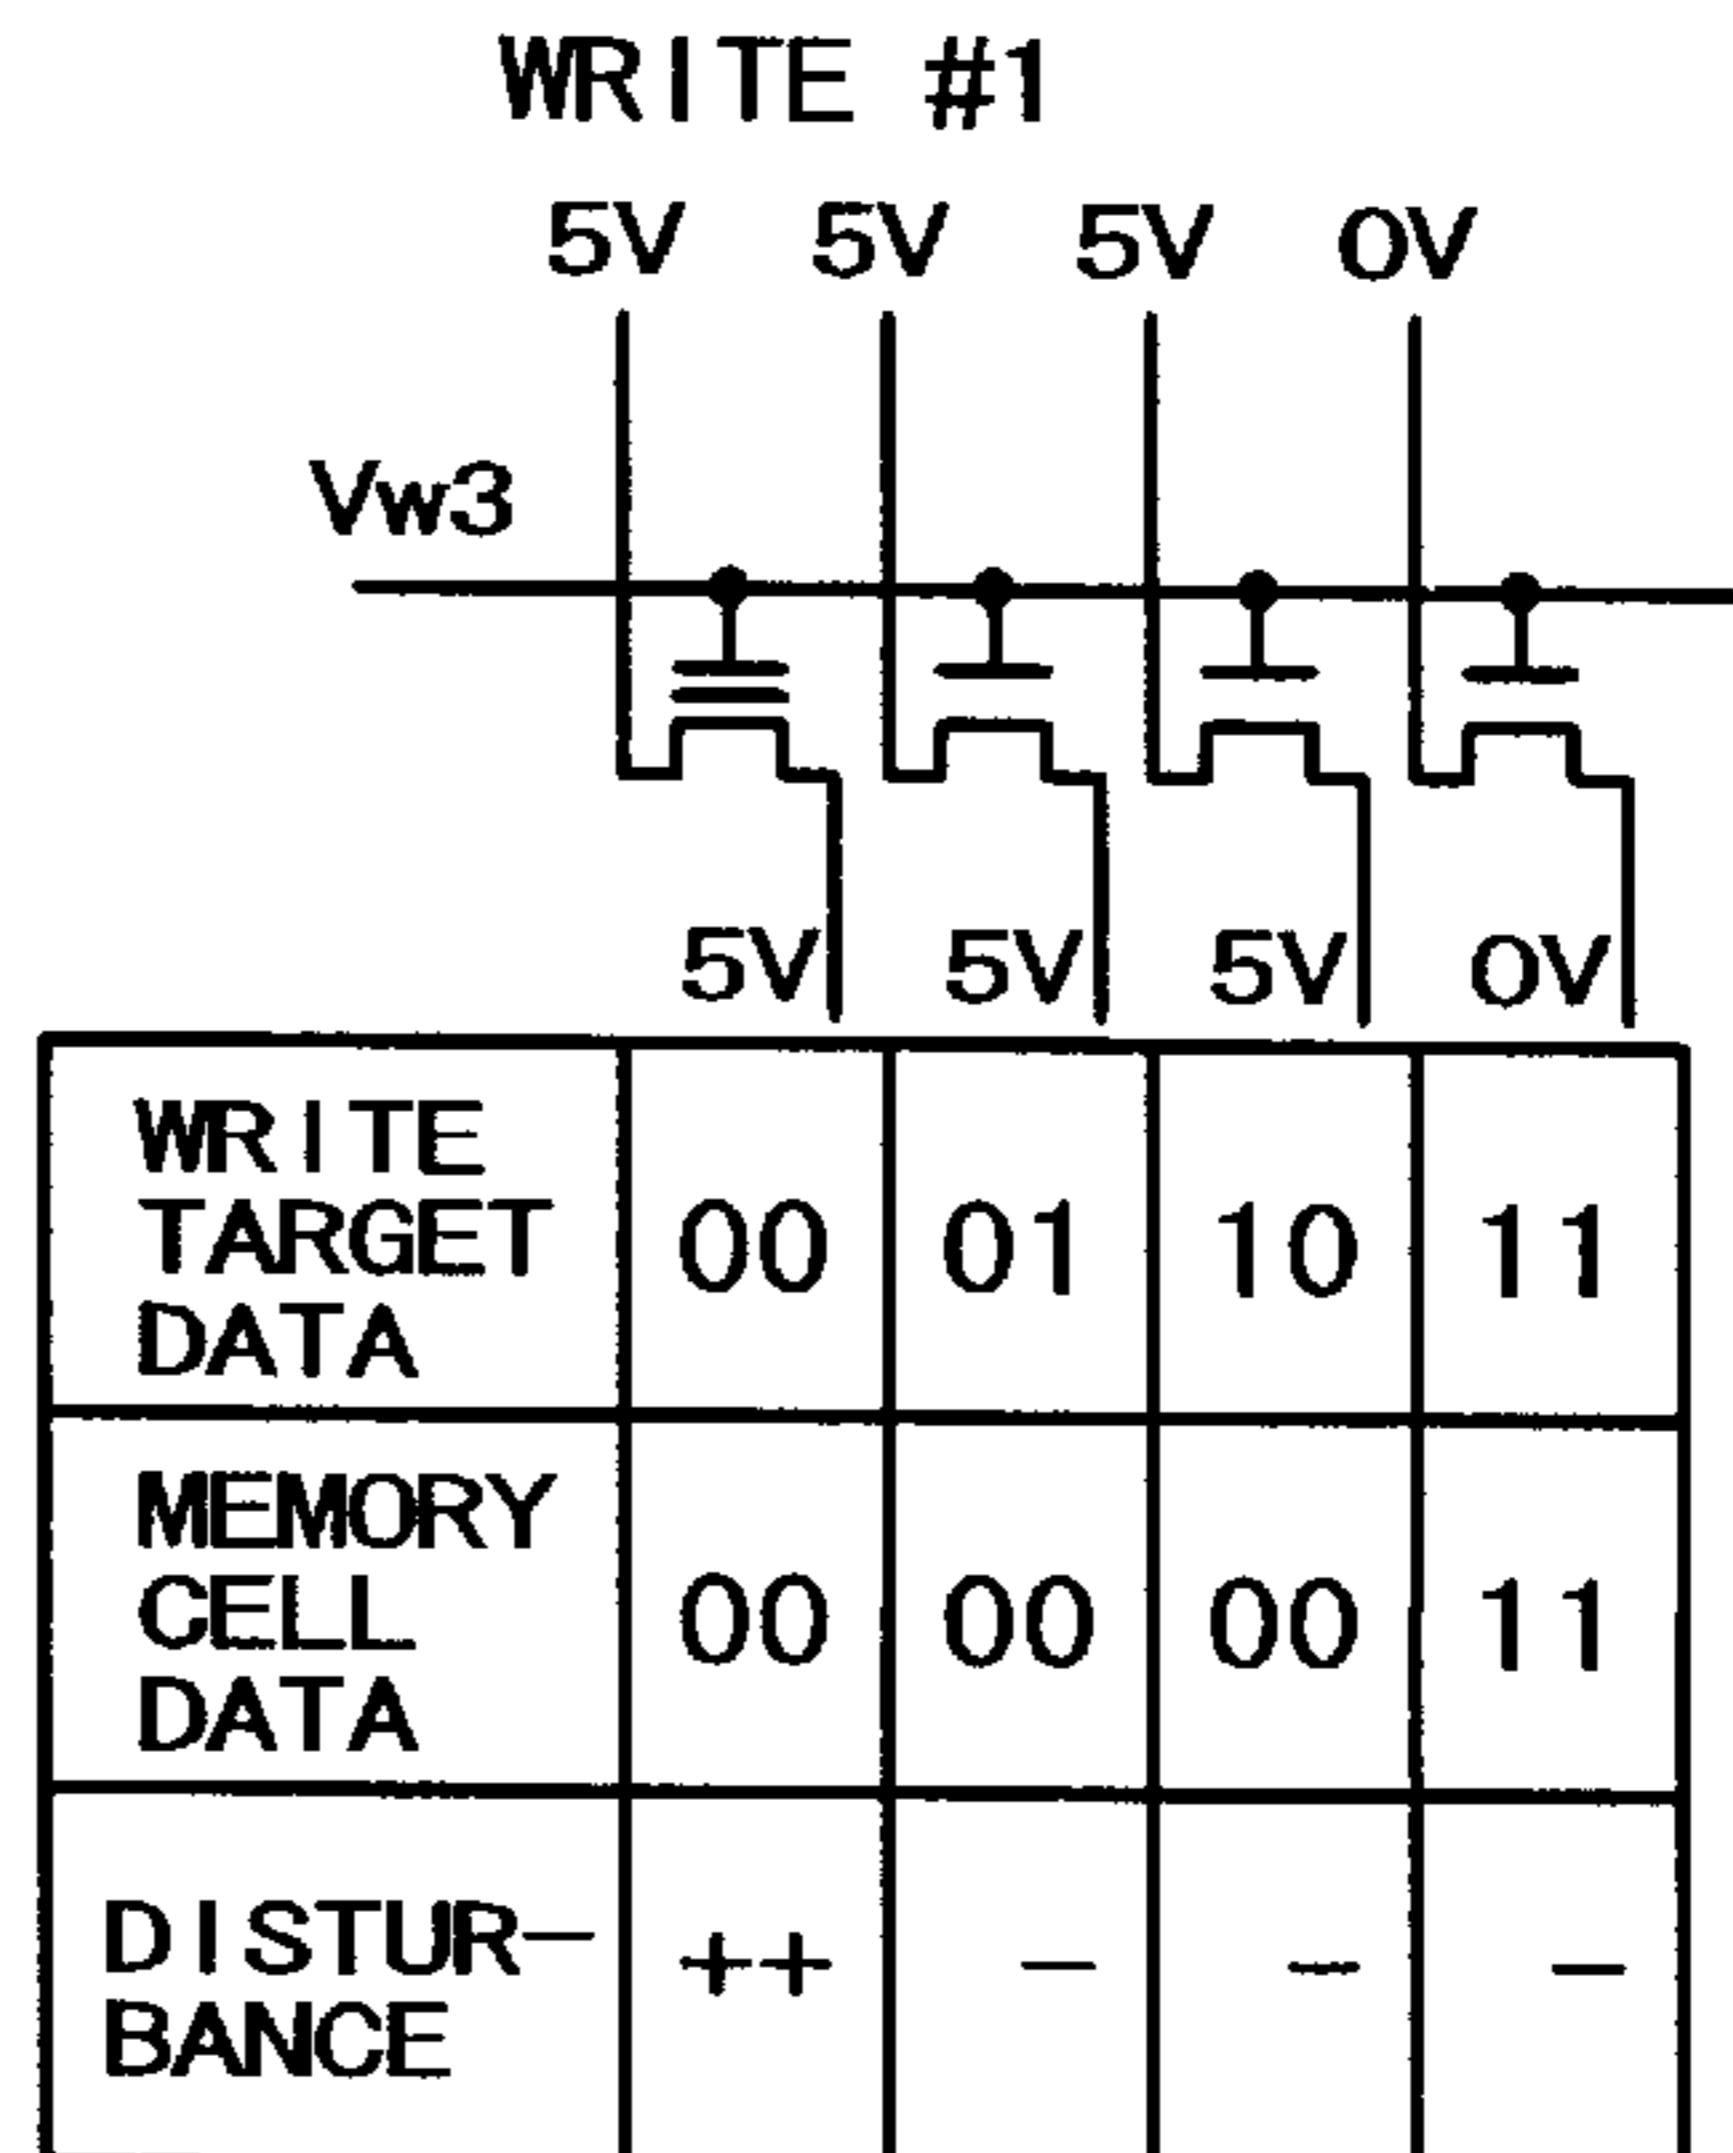 WRITE #1
5V 5V 5V 0V
Vw3
5V 5V 5V 0V
WRITE
TARGET
DATA
00 01 10 11
MEMORY
CELL
DATA
00 00 00 11
DISTUR-
BANCE
++ - - -